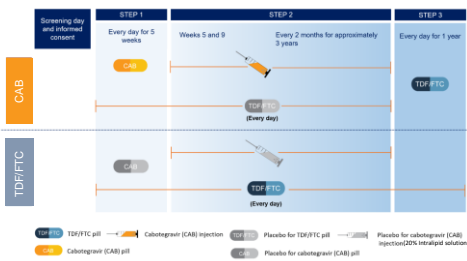 Screening day
and informed
consent
STEP 1
STEP 2
STEP 3
Every day for 5
weeks
Weeks 5 and 9
Every 2 months for approximately
3 years
Every day for 1 year
CAB
CAB
TDF/FTC
TDF/FTC
(Every day)
TDF/FTC
CAB
TDF/FTC
(Every day)
TDF/FTC
TDF/FTC pill
Cabotegravir (CAB) injection
TDF/FTC
Placebo for TDF/FTC pill
Placebo for cabotegravir (CAB)
injection(20% Intralipid solution
CAB
Cabotegravir (CAB) pill
CAB
Placebo for cabotegravir (CAB) pill